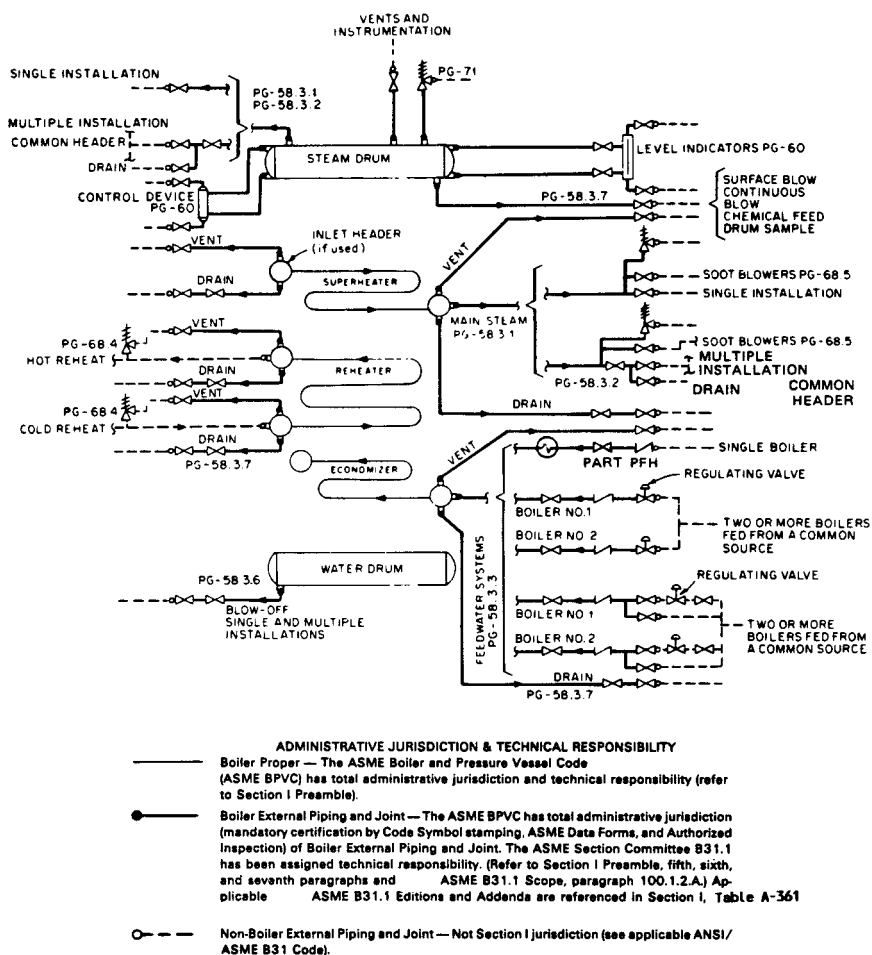 VENTS AND
INSTRUMENTATION
SINGLE INSTALLATION
PG-58.3.1
PG-58.3.2
PG-71
MULTIPLE INSTALLATION
COMMON HEADER
DRAIN
STEAM DRUM
LEVEL INDICATORS PG-60
CONTROL DEVICE
PG-60
PG-58.3.7
SURFACE BLOW
CONTINUOUS
BLOW
CHEMICAL FEED
DRUM SAMPLE
VENT
INLET HEADER
(if used)
VENT
DRAIN
SUPERHEATER
SOOT BLOWERS PG-68.5
SINGLE INSTALLATION
MAIN STEAM
PG-58.3.1
PG-68.4
VENT
HOT REHEAT
DRAIN
REHEATER
SOOT BLOWERS PG-68.5
MULTIPLE
INSTALLATION
PG-58.3.2
DRAIN
COMMON
HEADER
VENT
PG-68.4
COLD REHEAT
DRAIN
PG-58.3.7
DRAIN
VENT
ECONOMIZER
SINGLE BOILER
PART PFH
REGULATING VALVE
BOILER NO.1
BOILER NO. 2
TWO OR MORE BOILERS
FED FROM A COMMON
SOURCE
WATER DRUM
PG-58 3.6
BLOW-OFF
SINGLE AND MULTIPLE
INSTALLATIONS
FEEDWATER SYSTEMS
PG-58.3.3
REGULATING VALVE
BOILER NO 1
BOILER NO.2
TWO OR MORE
BOILERS FED FROM
A COMMON SOURCE
DRAIN
PG-58.3.7
ADMINISTRATIVE JURISDICTION & TECHNICAL RESPONSIBILITY
Boiler Proper — The ASME Boiler and Pressure Vessel Code
(ASME BPVC) has total administrative jurisdiction and technical responsibility (refer
to Section I Preamble).
Boiler External Piping and Joint — The ASME BPVC has total administrative jurisdiction
(mandatory certification by Code Symbol stamping, ASME Data Forms, and Authorized
Inspection) of Boiler External Piping and Joint. The ASME Section Committee B31.1
has been assigned technical responsibility. (Refer to Section I Preamble, fifth, sixth,
and seventh paragraphs and ASME B31.1 Scope, paragraph 100.1.2.A.) Ap-
plicable ASME B31.1 Editions and Addenda are referenced in Section I, Table A-361
Non-Boiler External Piping and Joint — Not Section I jurisdiction (see applicable ANSI/
ASME B31 Code).